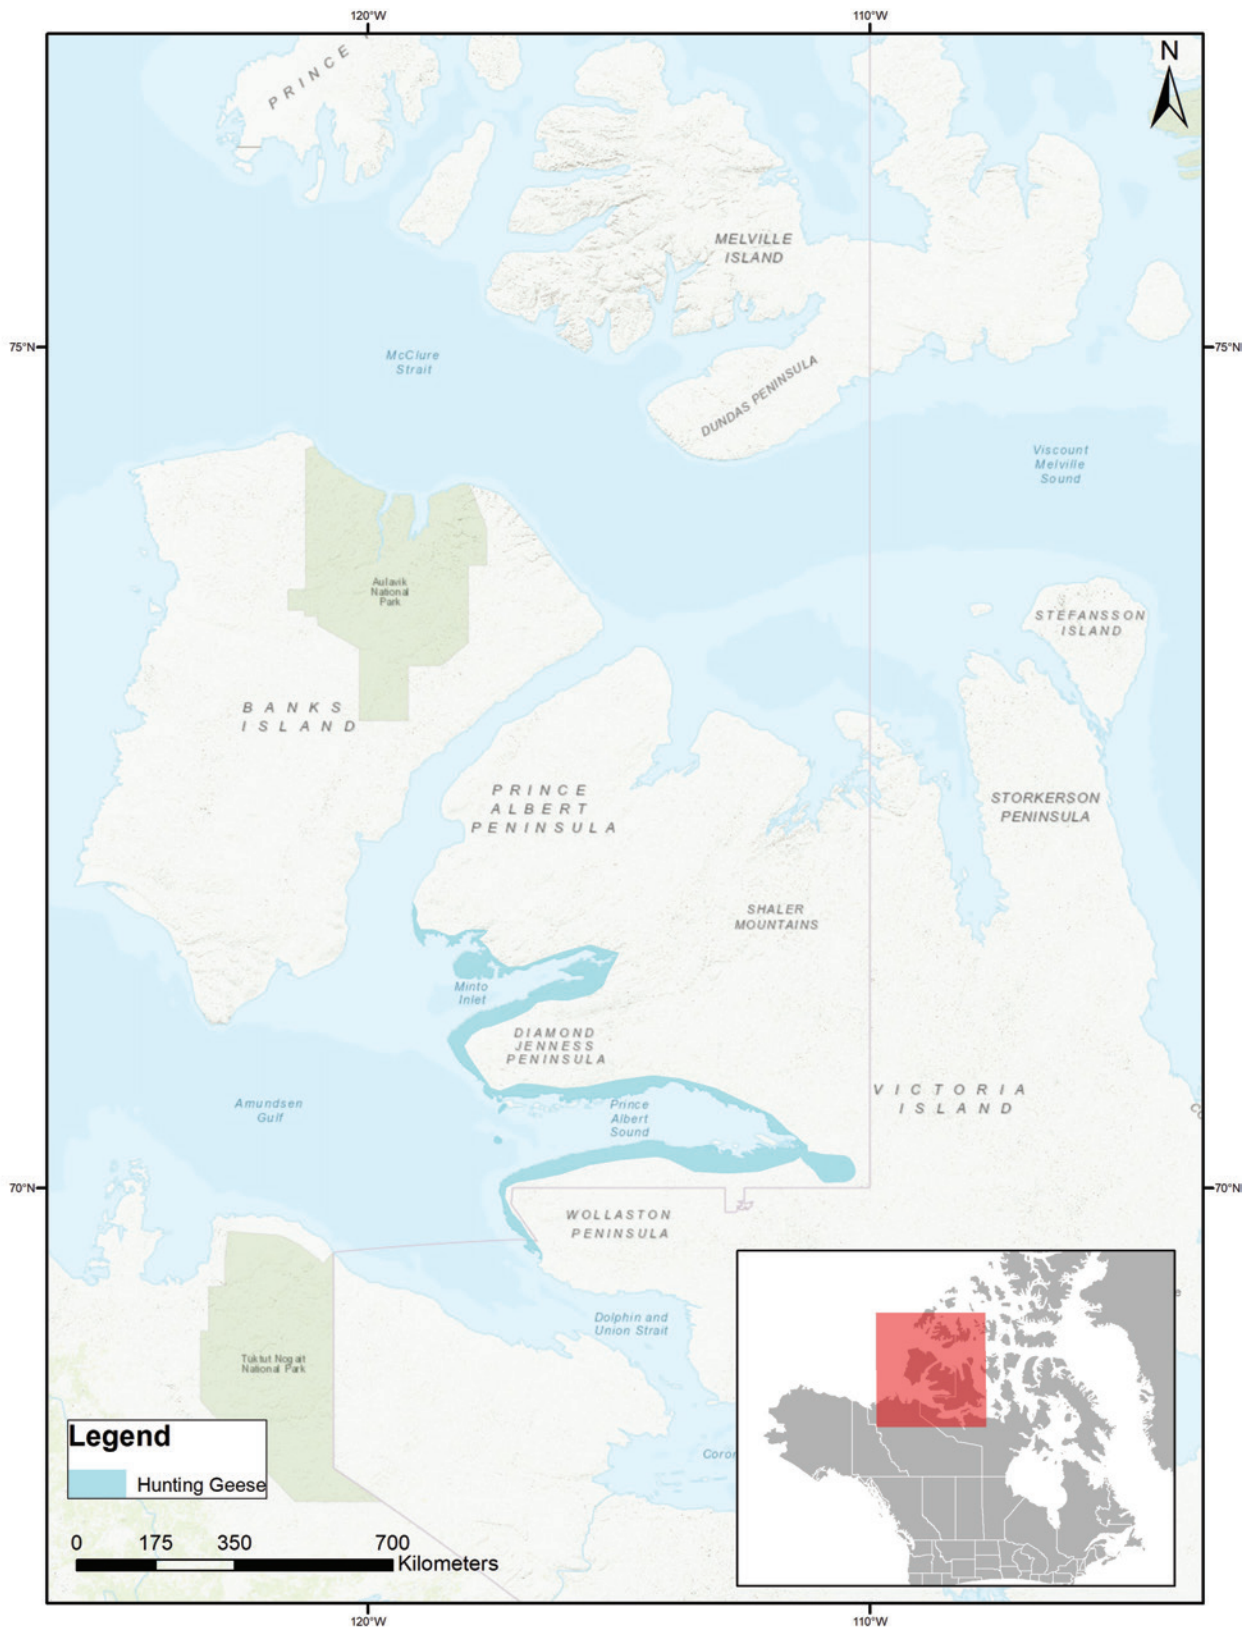 120°W
110°W
N
PRINCE
MELVILLE
ISLAND
75°N
75°N
McClure
Strait
DUNDAS PENINSULA
Viscount
Melville
Sound
Aulavik
National
Park
STEFANSSON
ISLAND
BANKS
ISLAND
PRINCE
ALBERT
PENINSULA
STORKERSON
PENINSULA
SHALER
MOUNTAINS
Minto
Inlet
DIAMOND
JENNESS
PENINSULA
VICTORIA
ISLAND
Amundsen
Gulf
Prince
Albert
Sound
70°N
70°N
WOLLASTON
PENINSULA
Dolphin and
Union Strait
Tuktut Nogait
National Park
Legend
Hunting Geese
Coron
0 175 350 700
Kilometers
120°W
110°W